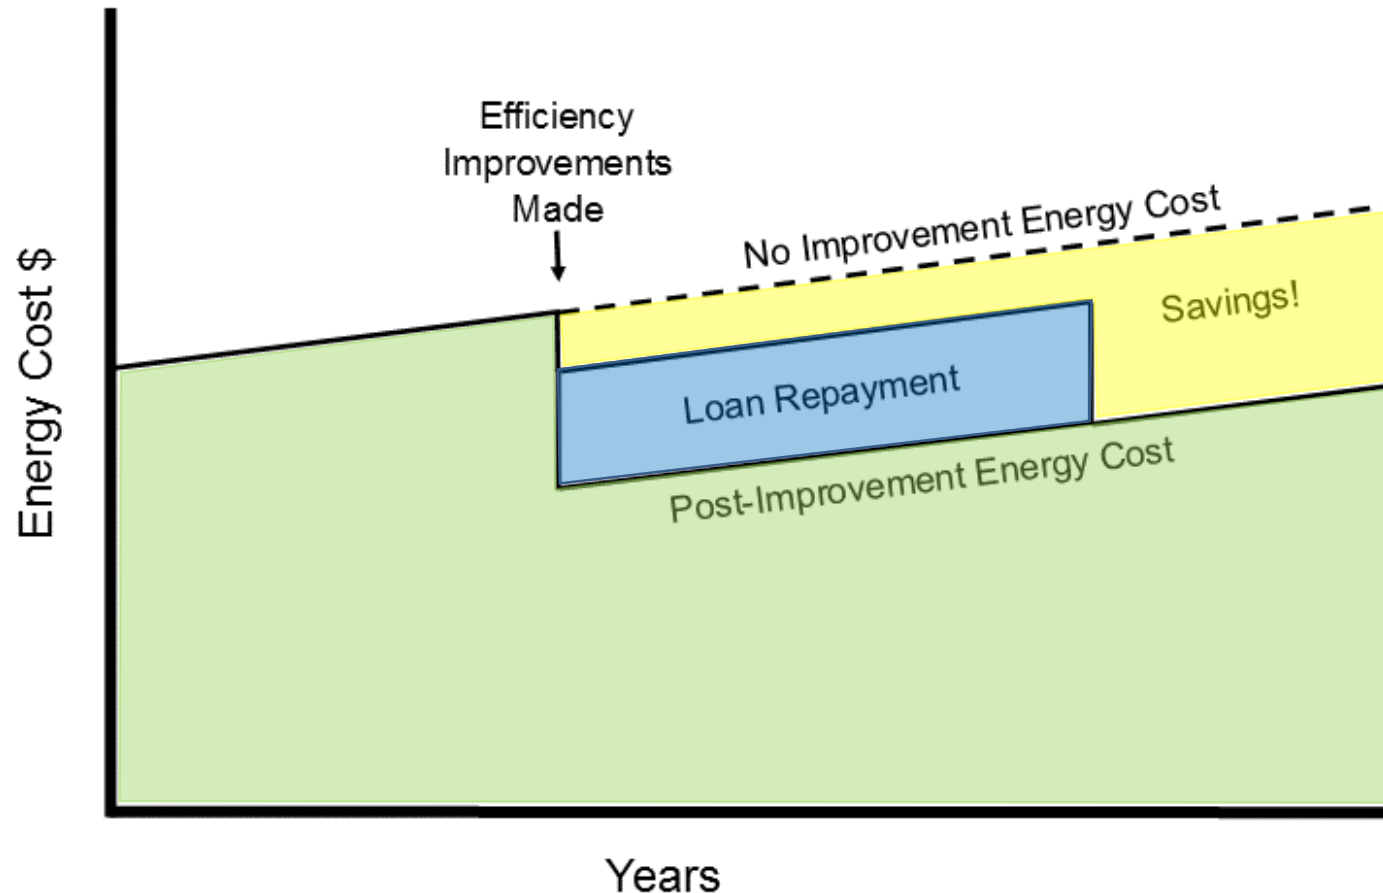 Efficiency
Improvements
Made
No Improvement Energy Cost
Savings!
Loan Repayment
Post-Improvement Energy Cost
Energy Cost $
Years